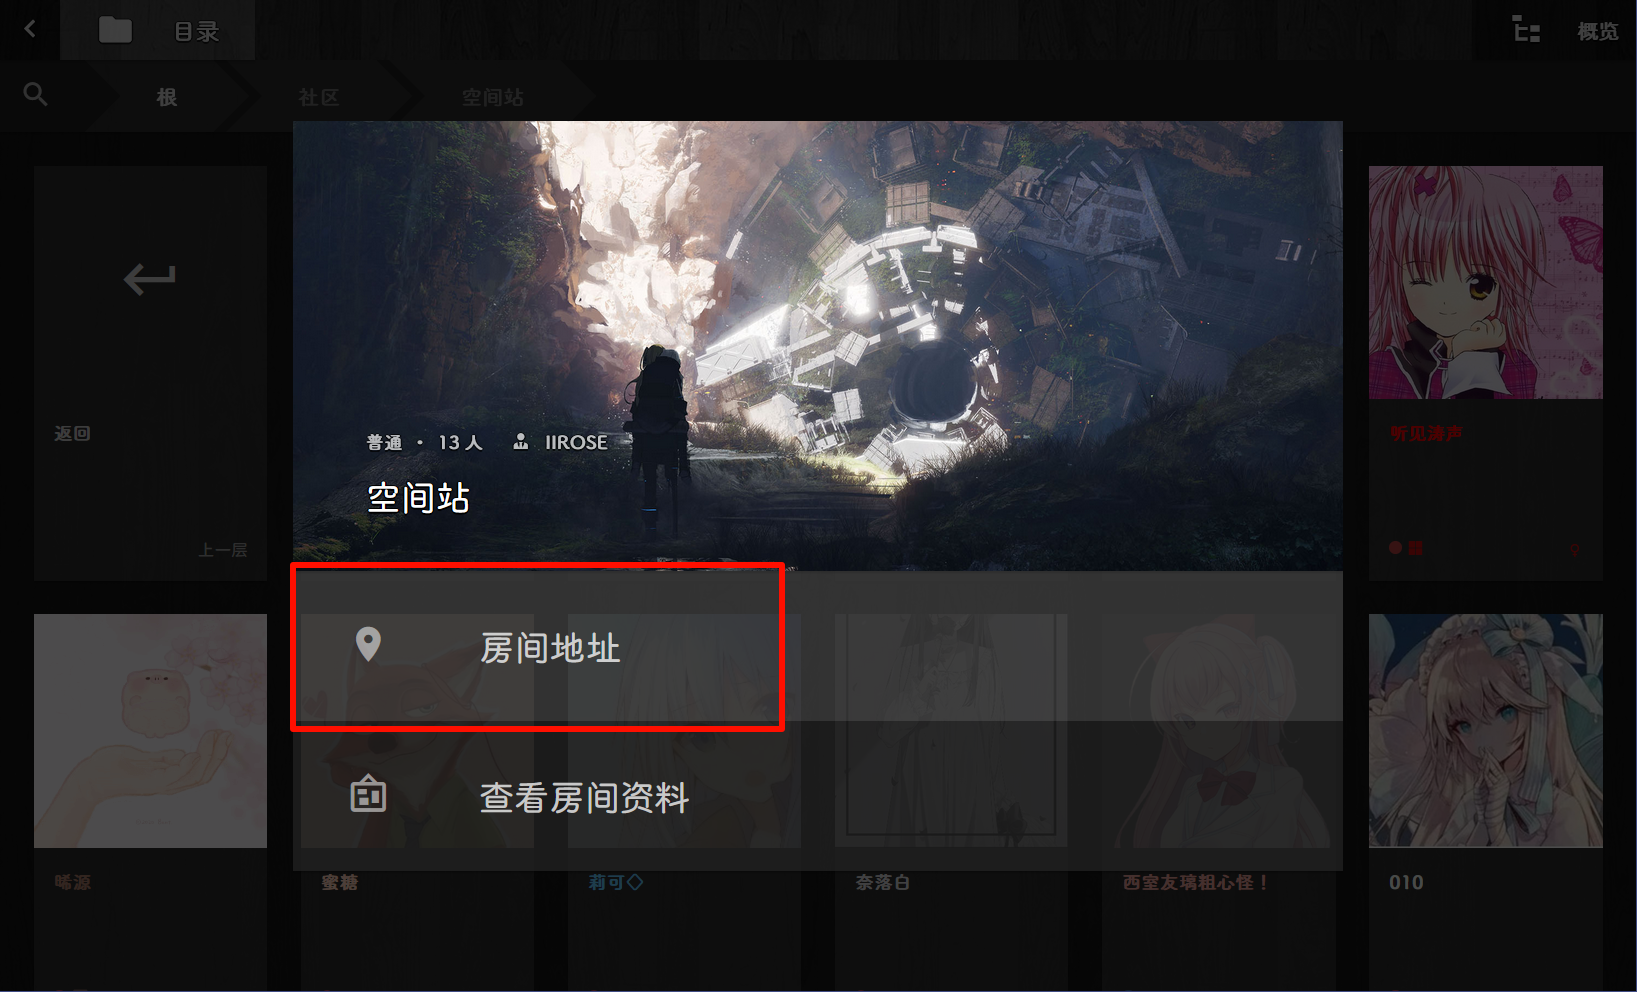 目录
概览
根
社区
空间站
返回
上一层
普通 · 13 人 IIROSE
空间站
听见涛声
房间地址
查看房间资料
晞源
蜜糖
莉可◇
奈落白
西室友璃粗心怪！
010